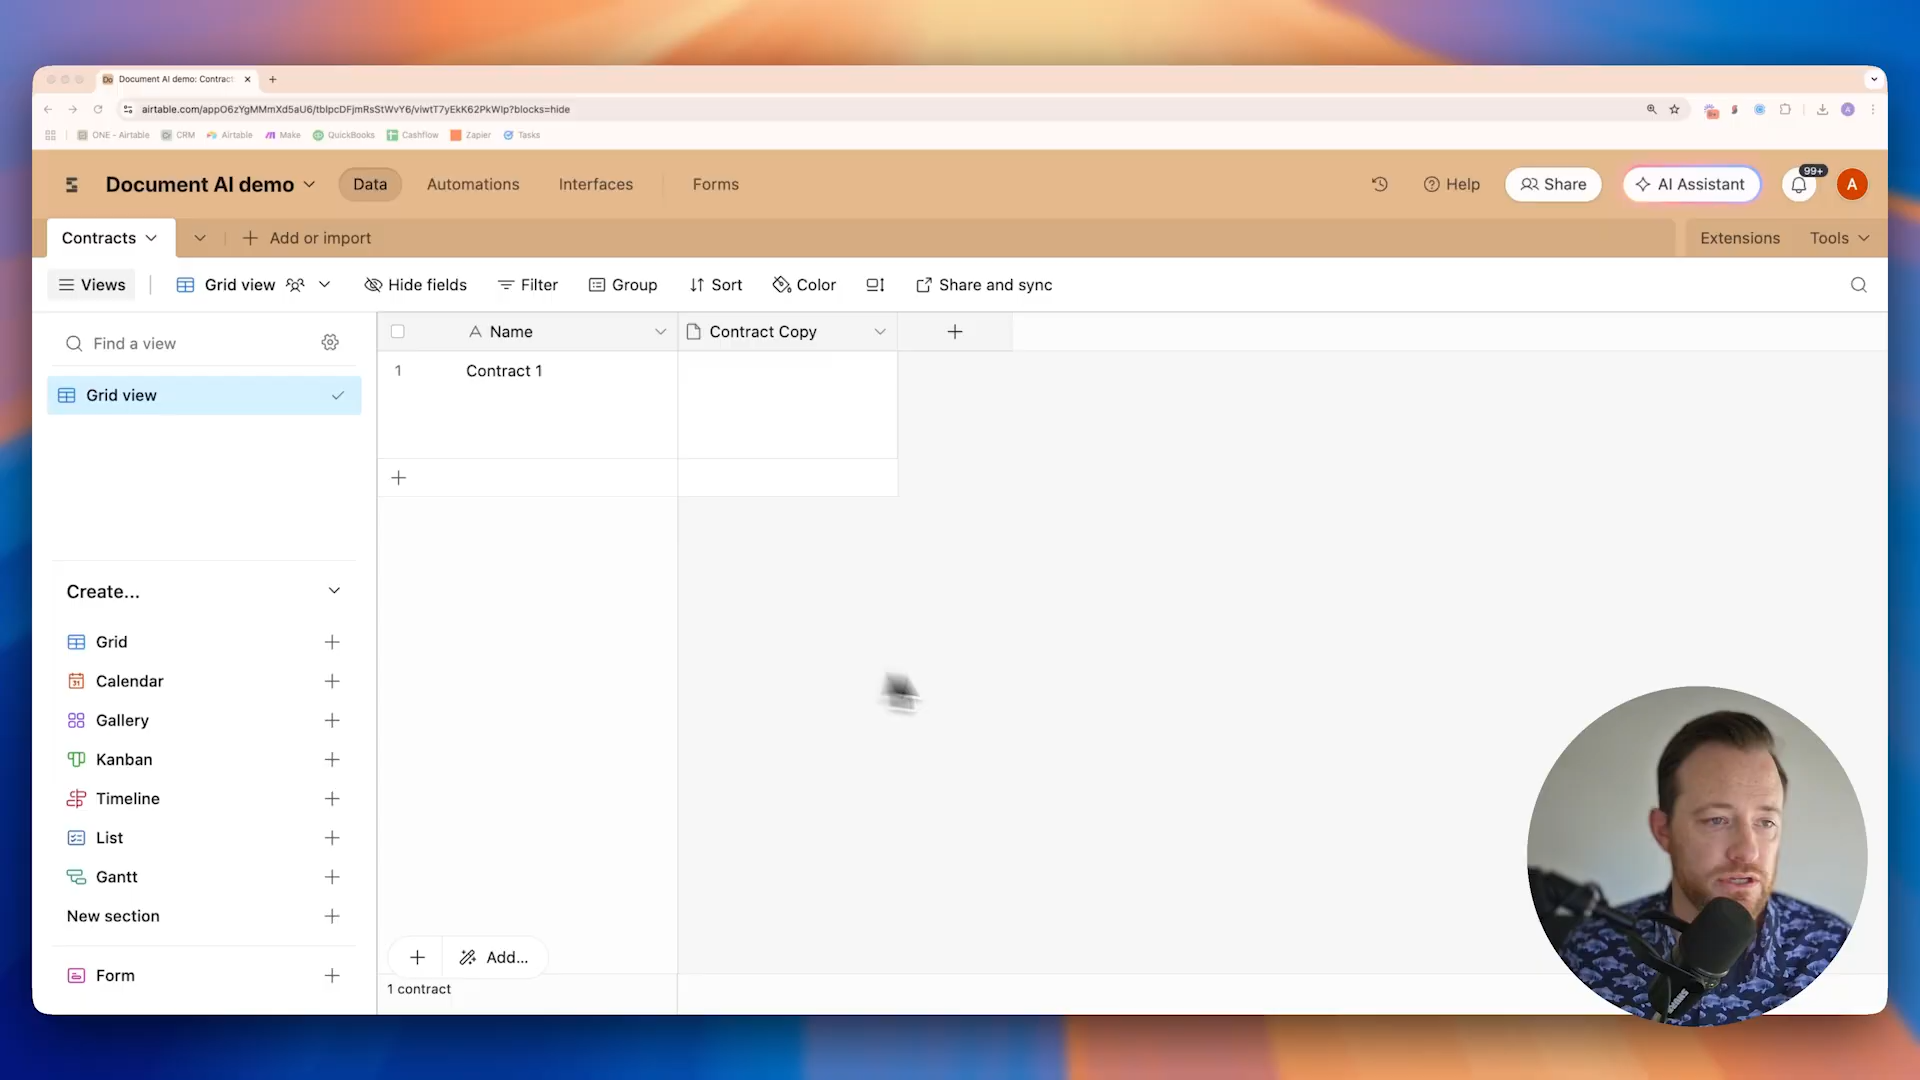 Document AI demo: Contract
airtable.com/appO6zYgMMmXd5aU6/tblpcDFjmRsStWvY6/viwtT7yEkK62PkWIp?blocks=hide
ONE - Airtable CRM Airtable Make QuickBooks Cashflow Zapier Tasks
Document AI demo Data Automations Interfaces Forms Help Share AI Assistant 99+ A
Contracts Add or import Extensions Tools
Views Grid view Hide fields Filter Group Sort Color Share and sync
Find a view
Name Contract Copy
1 Contract 1
Grid view
Create...
Grid
Calendar
Gallery
Kanban
Timeline
List
Gantt
New section
Form
Add...
1 contract